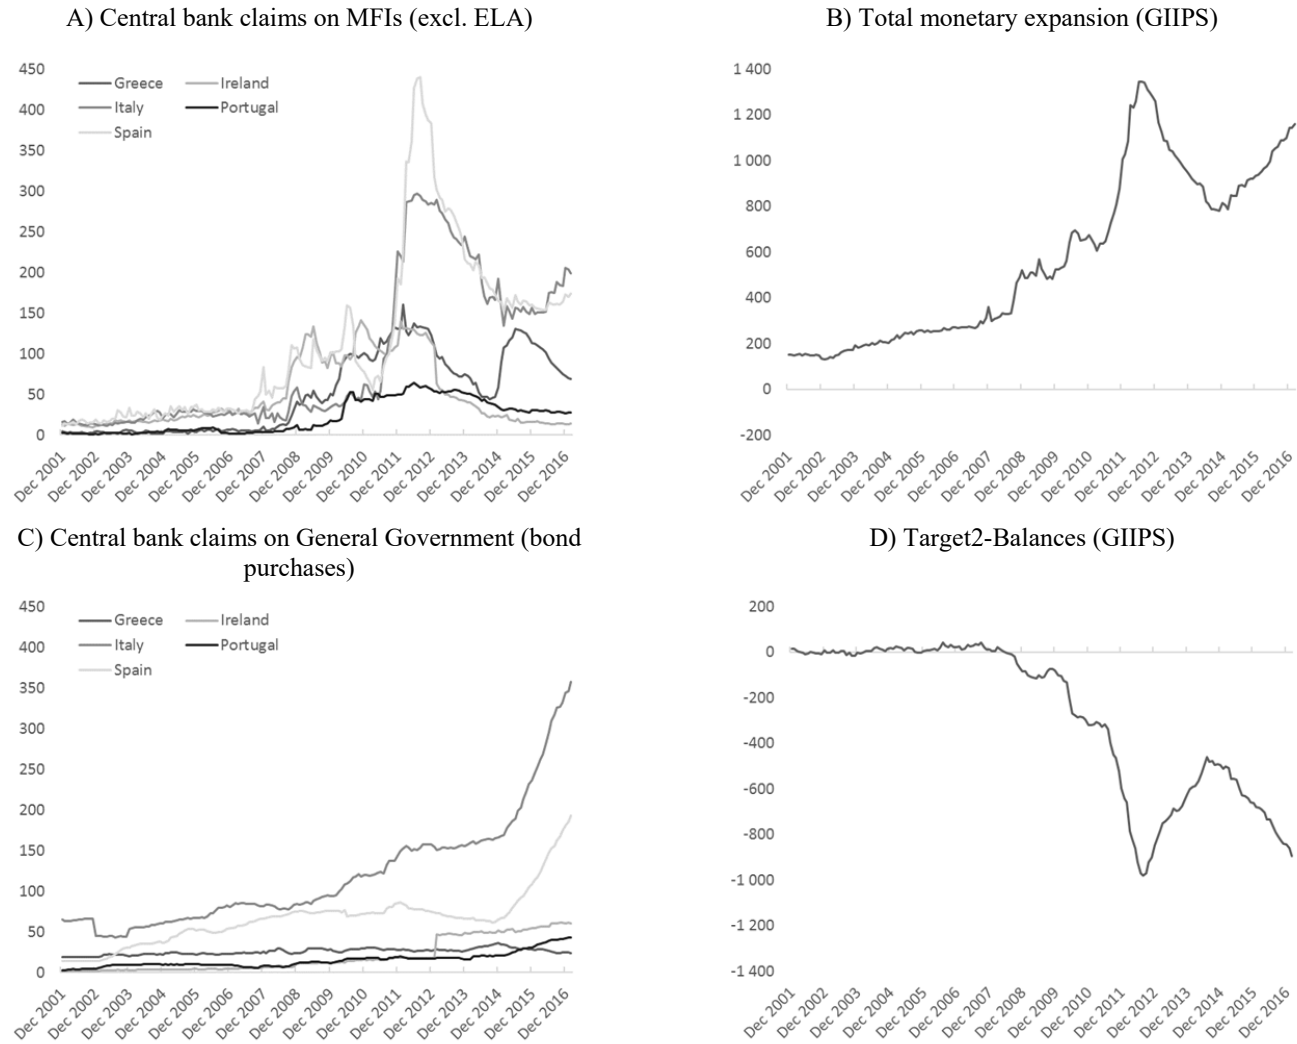 A) Central bank claims on MFIs (excl. ELA)
450
400
350
300
250
200
150
100
50
0
Greece
Ireland
Italy
Portugal
Spain
Dec 2001
Dec 2002
Dec 2003
Dec 2004
Dec 2005
Dec 2006
Dec 2007
Dec 2008
Dec 2009
Dec 2010
Dec 2011
Dec 2012
Dec 2013
Dec 2014
Dec 2015
Dec 2016
B) Total monetary expansion (GIIPS)
1 400
1 200
1 000
800
600
400
200
0
-200
Dec 2001
Dec 2002
Dec 2003
Dec 2004
Dec 2005
Dec 2006
Dec 2007
Dec 2008
Dec 2009
Dec 2010
Dec 2011
Dec 2012
Dec 2013
Dec 2014
Dec 2015
Dec 2016
C) Central bank claims on General Government (bond
purchases)
450
400
350
300
250
200
150
100
50
0
Greece
Ireland
Italy
Portugal
Spain
Dec 2001
Dec 2002
Dec 2003
Dec 2004
Dec 2005
Dec 2006
Dec 2007
Dec 2008
Dec 2009
Dec 2010
Dec 2011
Dec 2012
Dec 2013
Dec 2014
Dec 2015
Dec 2016
D) Target2-Balances (GIIPS)
200
0
-200
-400
-600
-800
-1 000
-1 200
-1 400
Dec 2001
Dec 2002
Dec 2003
Dec 2004
Dec 2005
Dec 2006
Dec 2007
Dec 2008
Dec 2009
Dec 2010
Dec 2011
Dec 2012
Dec 2013
Dec 2014
Dec 2015
Dec 2016